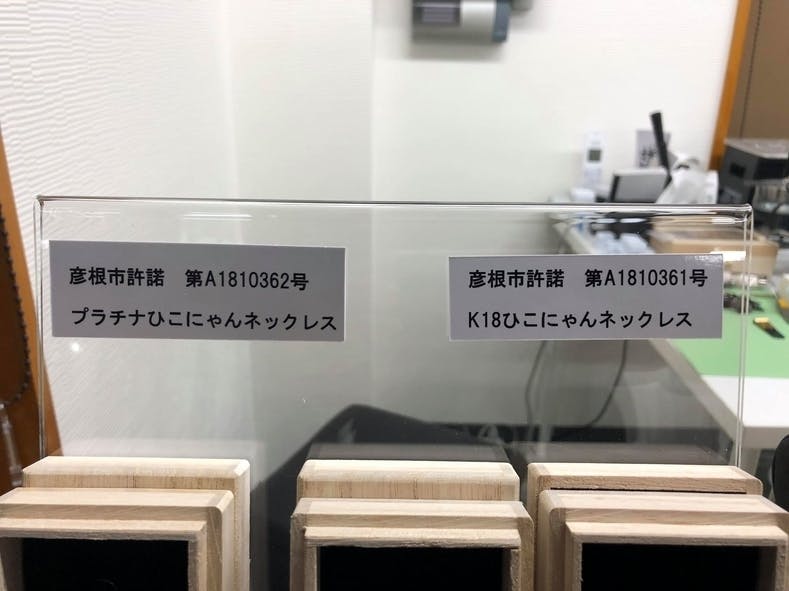 彦根市許諾　第A1810362号
プラチナひこにゃんネックレス
彦根市許諾　第A1810361号
K18ひこにゃんネックレス